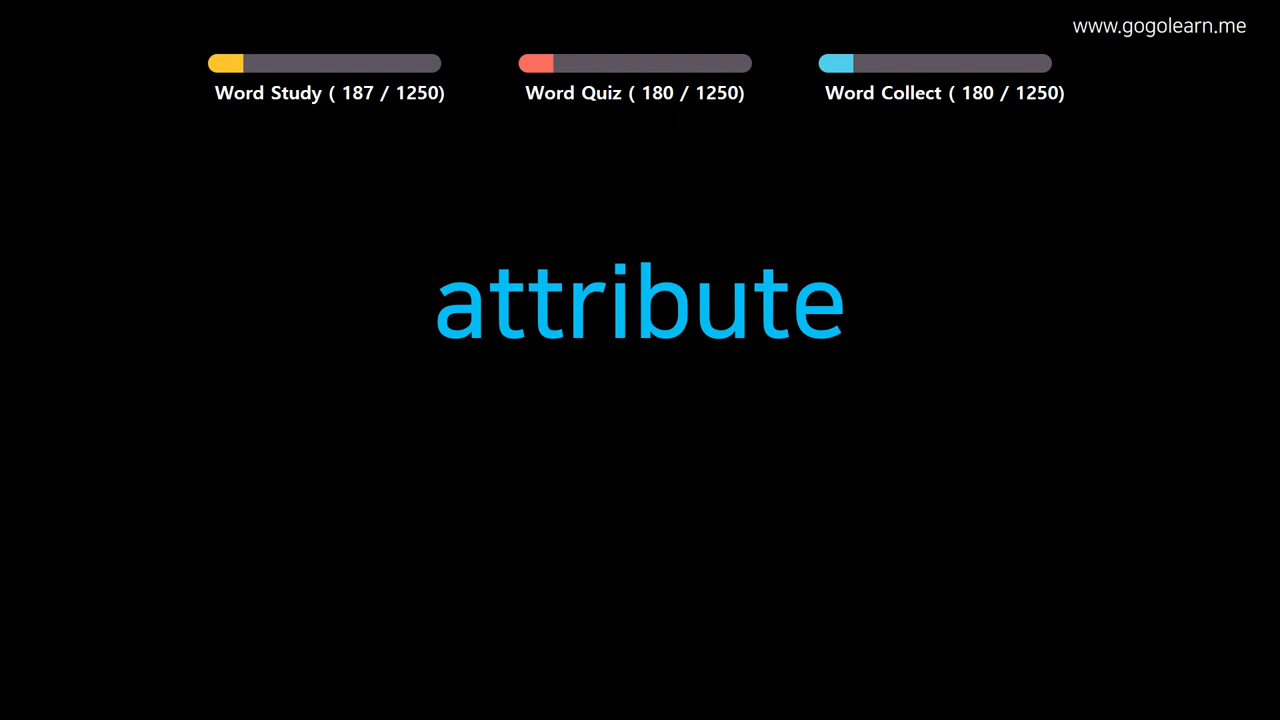 www.gogolearn.me
Word Study ( 187 / 1250)
Word Quiz ( 180 / 1250)
Word Collect ( 180 / 1250)
attribute